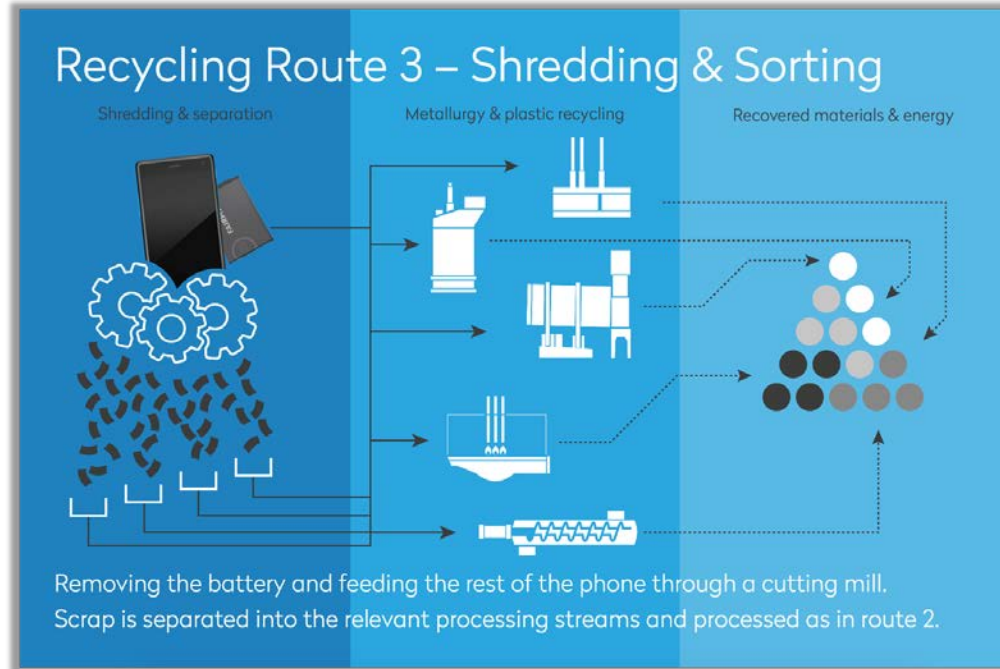 Recycling Route 3 – Shredding & Sorting
Shredding & separation
Metallurgy & plastic recycling
Recovered materials & energy
Removing the battery and feeding the rest of the phone through a cutting mill.
Scrap is separated into the relevant processing streams and processed as in route 2.